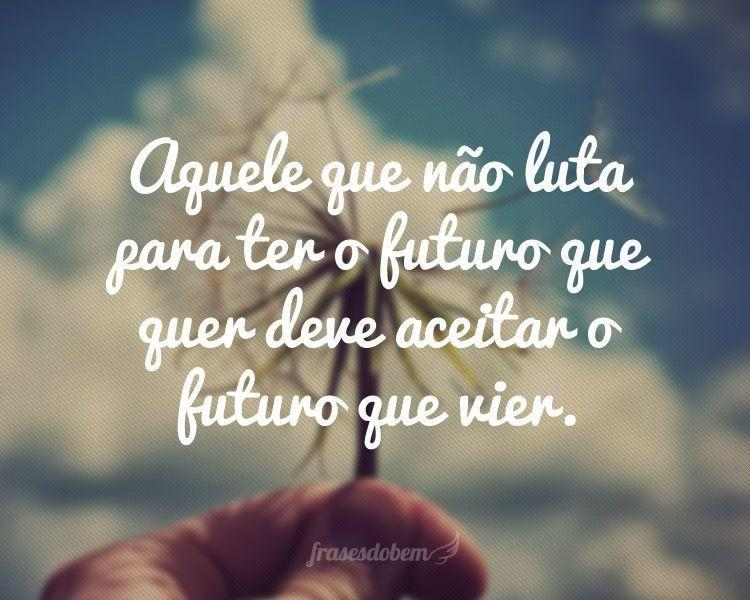 Aquele que não luta
para ter o futuro que
quer deve aceitar o
futuro que vier.
frasesdobem